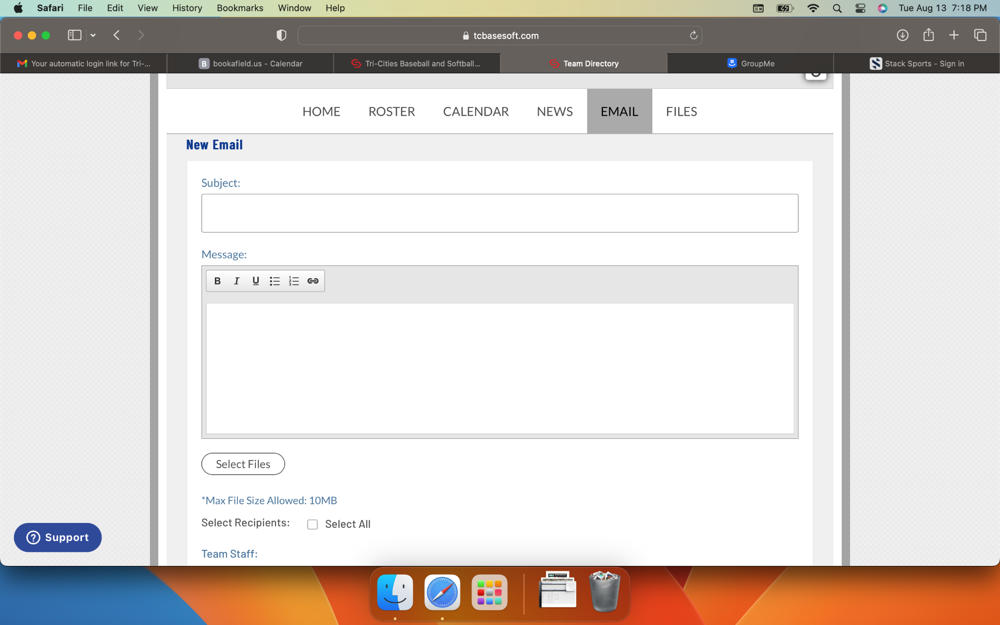 Safari File Edit View History Bookmarks Window Help Tue Aug 13 7:18 PM
tcbasesoft.com
Your automatic login link for Tri-... B bookafield.us - Calendar Tri-Cities Baseball and Softball... Team Directory GroupMe Stack Sports - Sign in
HOME ROSTER CALENDAR NEWS EMAIL FILES
New Email
Subject:
Message:
B I U
Select Files
*Max File Size Allowed: 10MB
Select Recipients: Select All
? Support
Team Staff: